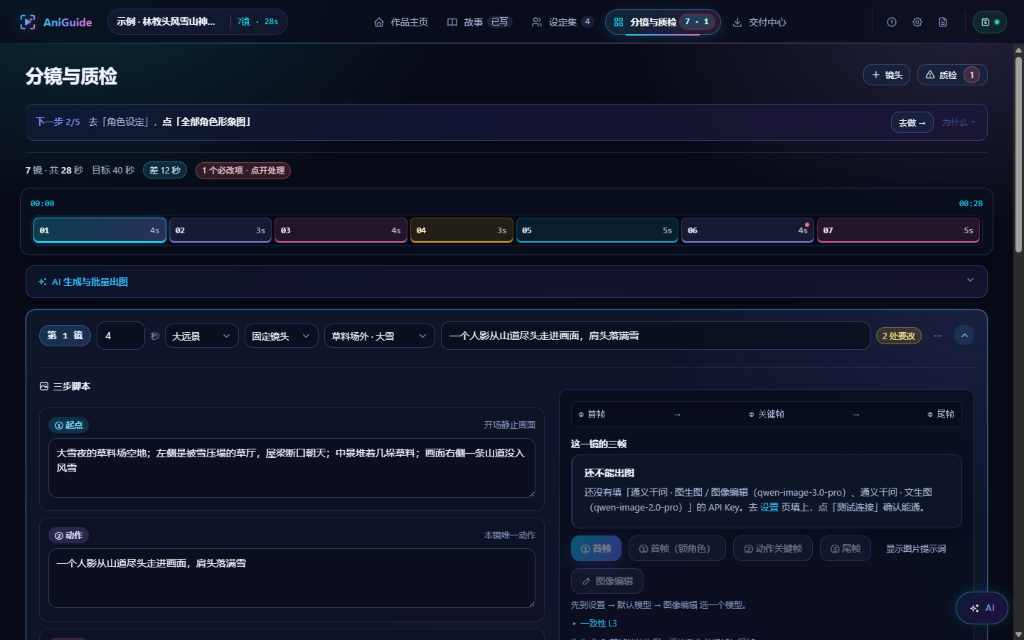 AniGuide
示例 · 林教头风雪山神... 7镜 · 28s
作品主页
故事 已写
设定集 4
分镜与质检 7 · 1
交付中心
分镜与质检
+ 镜头
质检 1
下一步 2/5 去「角色设定」，点「全部角色形象图」
去做 →
为什么
7 镜 · 共 28 秒 目标 40 秒 差 12 秒 1 个必改项 · 点开处理
00:00 00:28
01 4s 02 3s 03 4s 04 3s 05 5s 06 4s 07 5s
AI 生成与批量出图
第 1 镜 4 秒 大远景 固定镜头 草料场外 · 大雪 一个人影从山道尽头走进画面，肩头落满雪 2 处要改 ...
三步脚本
① 起点 开场静止画面
大雪夜的草料场空地；左侧是被雪压塌的草厅，屋梁断口朝天；中景堆着几垛草料；画面右侧一条山道没入
风雪
② 动作 本镜唯一动作
一个人影从山道尽头走进画面，肩头落满雪
首帧 → 关键帧 → 尾帧
这一镜的三帧
还不能出图
还没有填「通义千问 · 图生图 / 图像编辑（qwen-image-3.0-pro）、通义千问 · 文生图
（qwen-image-2.0-pro）」的 API Key。去 设置 页填上，点「测试连接」确认能通。
① 首帧 ① 首帧（锁角色） ② 动作关键帧 ③ 尾帧 显示图片提示词
图像编辑
先到设置 → 默认模型 → 图像编辑 选一个模型。
一致性 L3
AI